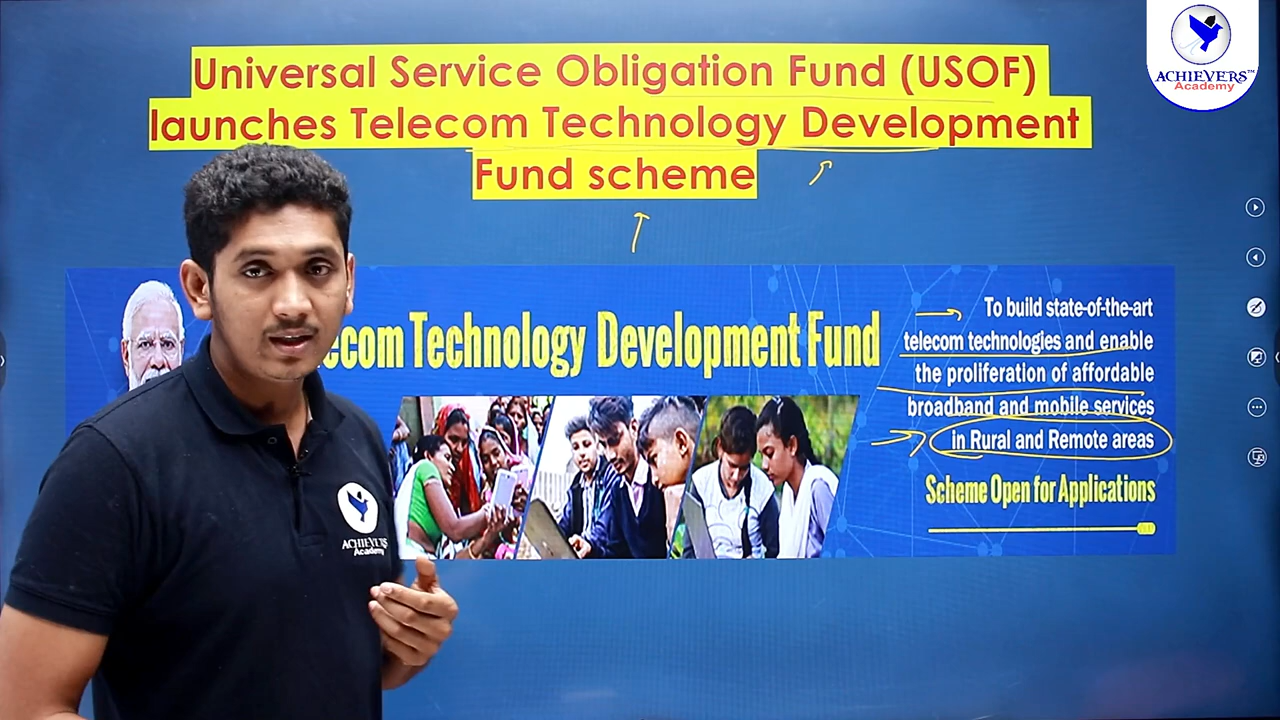 Universal Service Obligation Fund (USOF)
launches Telecom Technology Development
Fund scheme
ACHIEVERS™
Academy
Technology Development Fund
To build state-of-the-art
telecom technologies and enable
the proliferation of affordable
broadband and mobile services
in Rural and Remote areas
Scheme Open for Applications
ACHIEVERS
Academy